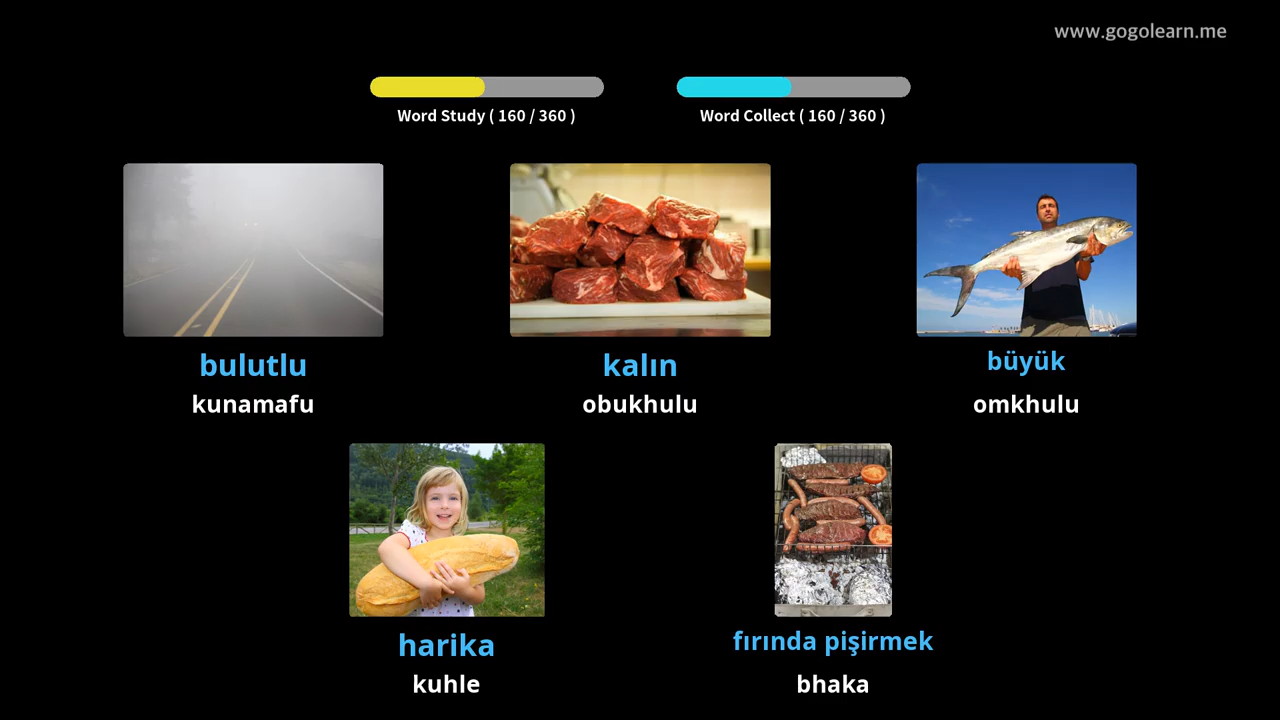 www.gogolearn.me
Word Study ( 160 / 360 )
Word Collect ( 160 / 360 )
bulutlu
kunamafu
kalın
obukhulu
büyük
omkhulu
harika
kuhle
fırında pişirmek
bhaka